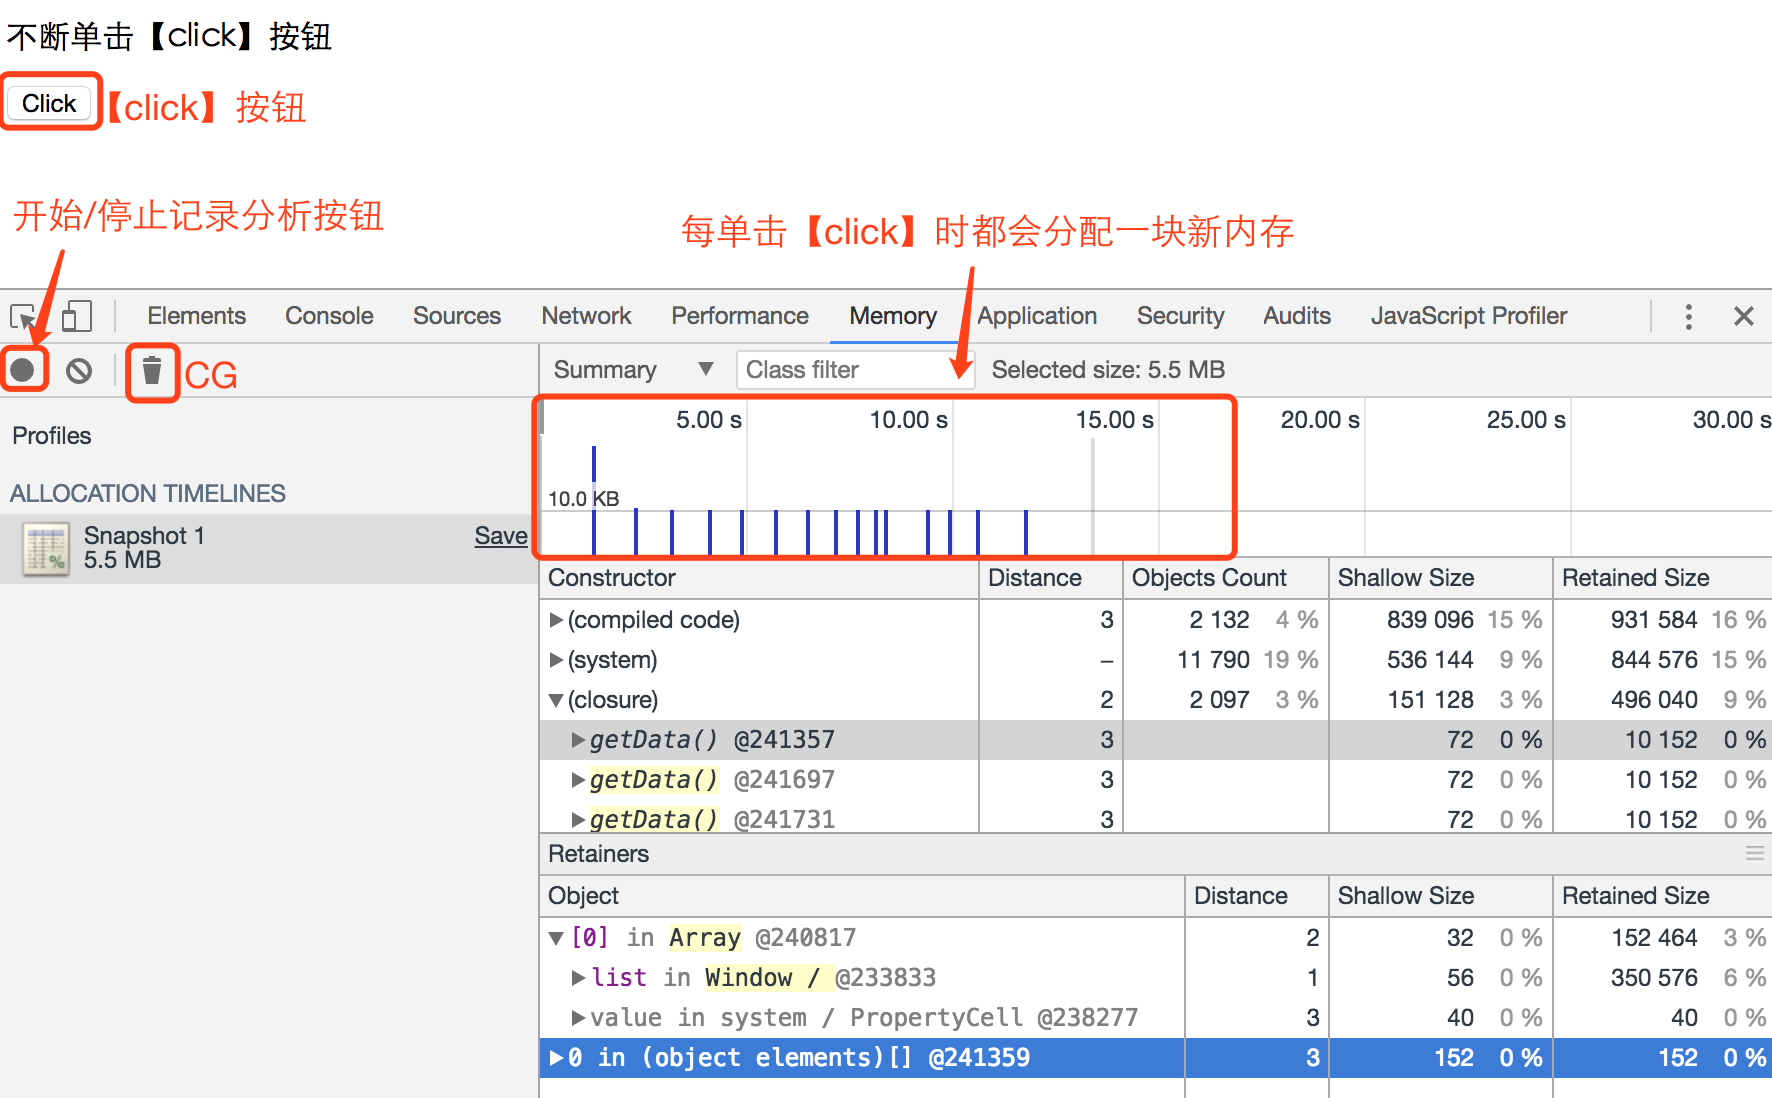 不断单击【click】按钮
Click
【click】按钮
开始/停止记录分析按钮
每单击【click】时都会分配一块新内存
Elements Console Sources Network Performance Memory Application Security Audits JavaScript Profiler
CG
Summary Class filter Selected size: 5.5 MB
Profiles
5.00 s 10.00 s 15.00 s 20.00 s 25.00 s 30.00 s
10.0 KB
ALLOCATION TIMELINES
Snapshot 1 Save
5.5 MB
Constructor Distance Objects Count Shallow Size Retained Size
(compiled code) 3 2 132 4 % 839 096 15 % 931 584 16 %
(system) – 11 790 19 % 536 144 9 % 844 576 15 %
(closure) 2 2 097 3 % 151 128 3 % 496 040 9 %
getData() @241357 3 72 0 % 10 152 0 %
getData() @241697 3 72 0 % 10 152 0 %
getData() @241731 3 72 0 % 10 152 0 %
Retainers
Object Distance Shallow Size Retained Size
[0] in Array @240817 2 32 0 % 152 464 3 %
list in Window / @233833 1 56 0 % 350 576 6 %
value in system / PropertyCell @238277 3 40 0 % 40 0 %
0 in (object elements)[] @241359 3 152 0 % 152 0 %